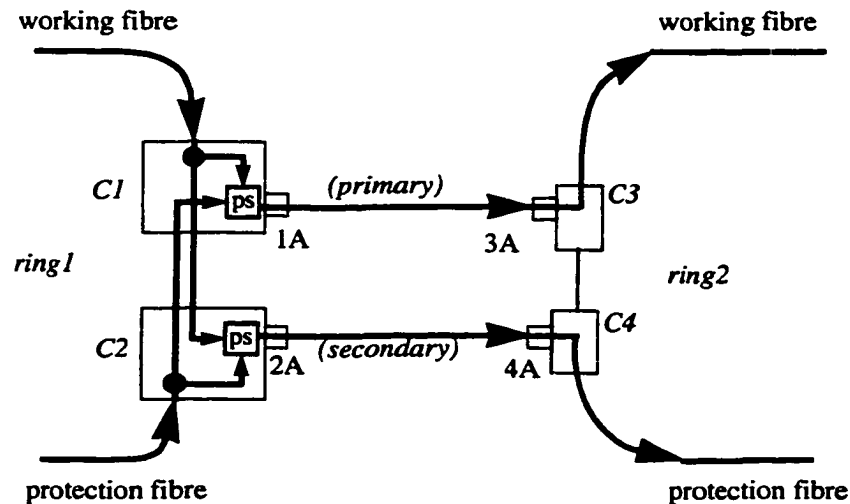 working fibre
working fibre
C1
ps
(primary)
C3
1A
3A
ring1
ring2
C2
ps
(secondary)
C4
2A
4A
protection fibre
protection fibre